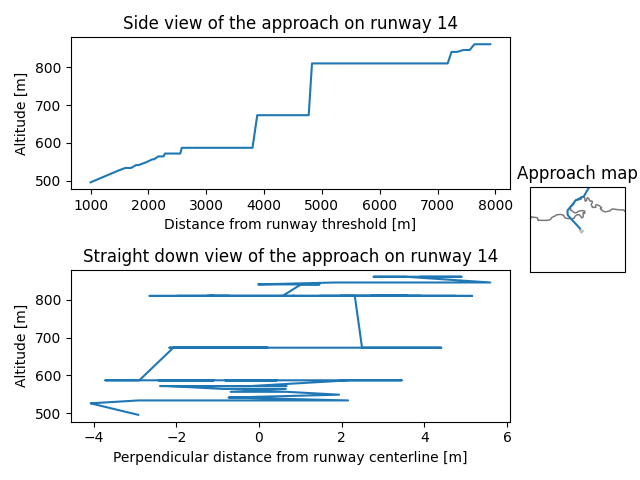 Side view of the approach on runway 14
Altitude [m]
800
700
600
500
1000 2000 3000 4000 5000 6000 7000 8000
Distance from runway threshold [m]
Approach map
Straight down view of the approach on runway 14
Altitude [m]
800
700
600
500
−4 −2 0 2 4 6
Perpendicular distance from runway centerline [m]